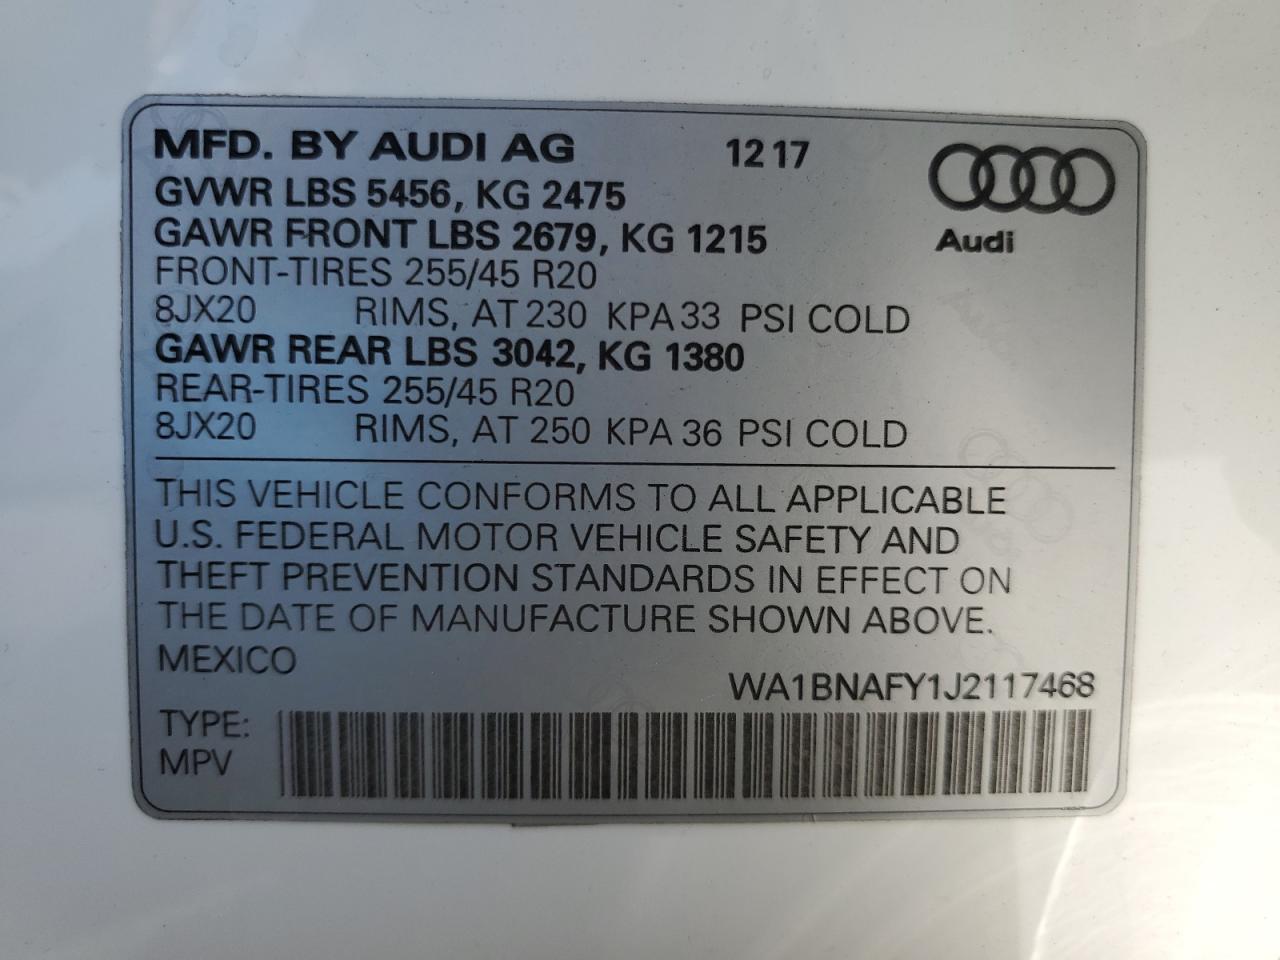 MFD. BY AUDI AG 12 17
GVWR LBS 5456, KG 2475
GAWR FRONT LBS 2679, KG 1215
Audi
FRONT-TIRES 255/45 R20
8JX20 RIMS, AT 230 KPA 33 PSI COLD
GAWR REAR LBS 3042, KG 1380
REAR-TIRES 255/45 R20
8JX20 RIMS, AT 250 KPA 36 PSI COLD
THIS VEHICLE CONFORMS TO ALL APPLICABLE
U.S. FEDERAL MOTOR VEHICLE SAFETY AND
THEFT PREVENTION STANDARDS IN EFFECT ON
THE DATE OF MANUFACTURE SHOWN ABOVE.
MEXICO
WA1BNAFY1J2117468
TYPE:
MPV